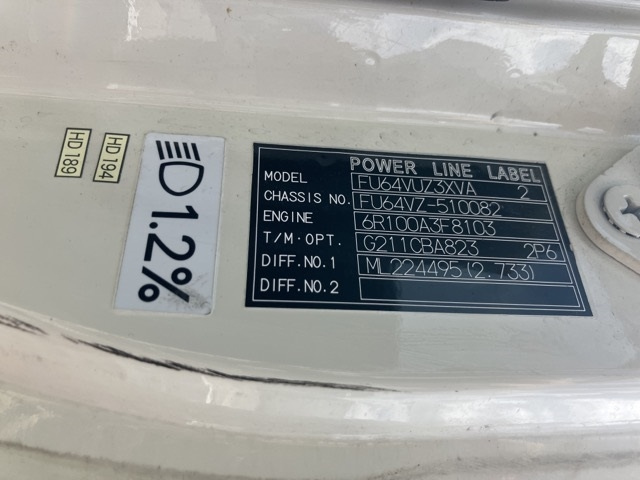 HD 189
HD 194
1.2%
POWER LINE LABEL
MODEL FU64VUZ3XVA 2
CHASSIS NO. FU64VZ-510082
ENGINE 6R100A3F8103
T/M·OPT. G211CBA823 2P6
DIFF.NO.1 ML224495(2.733)
DIFF.NO.2